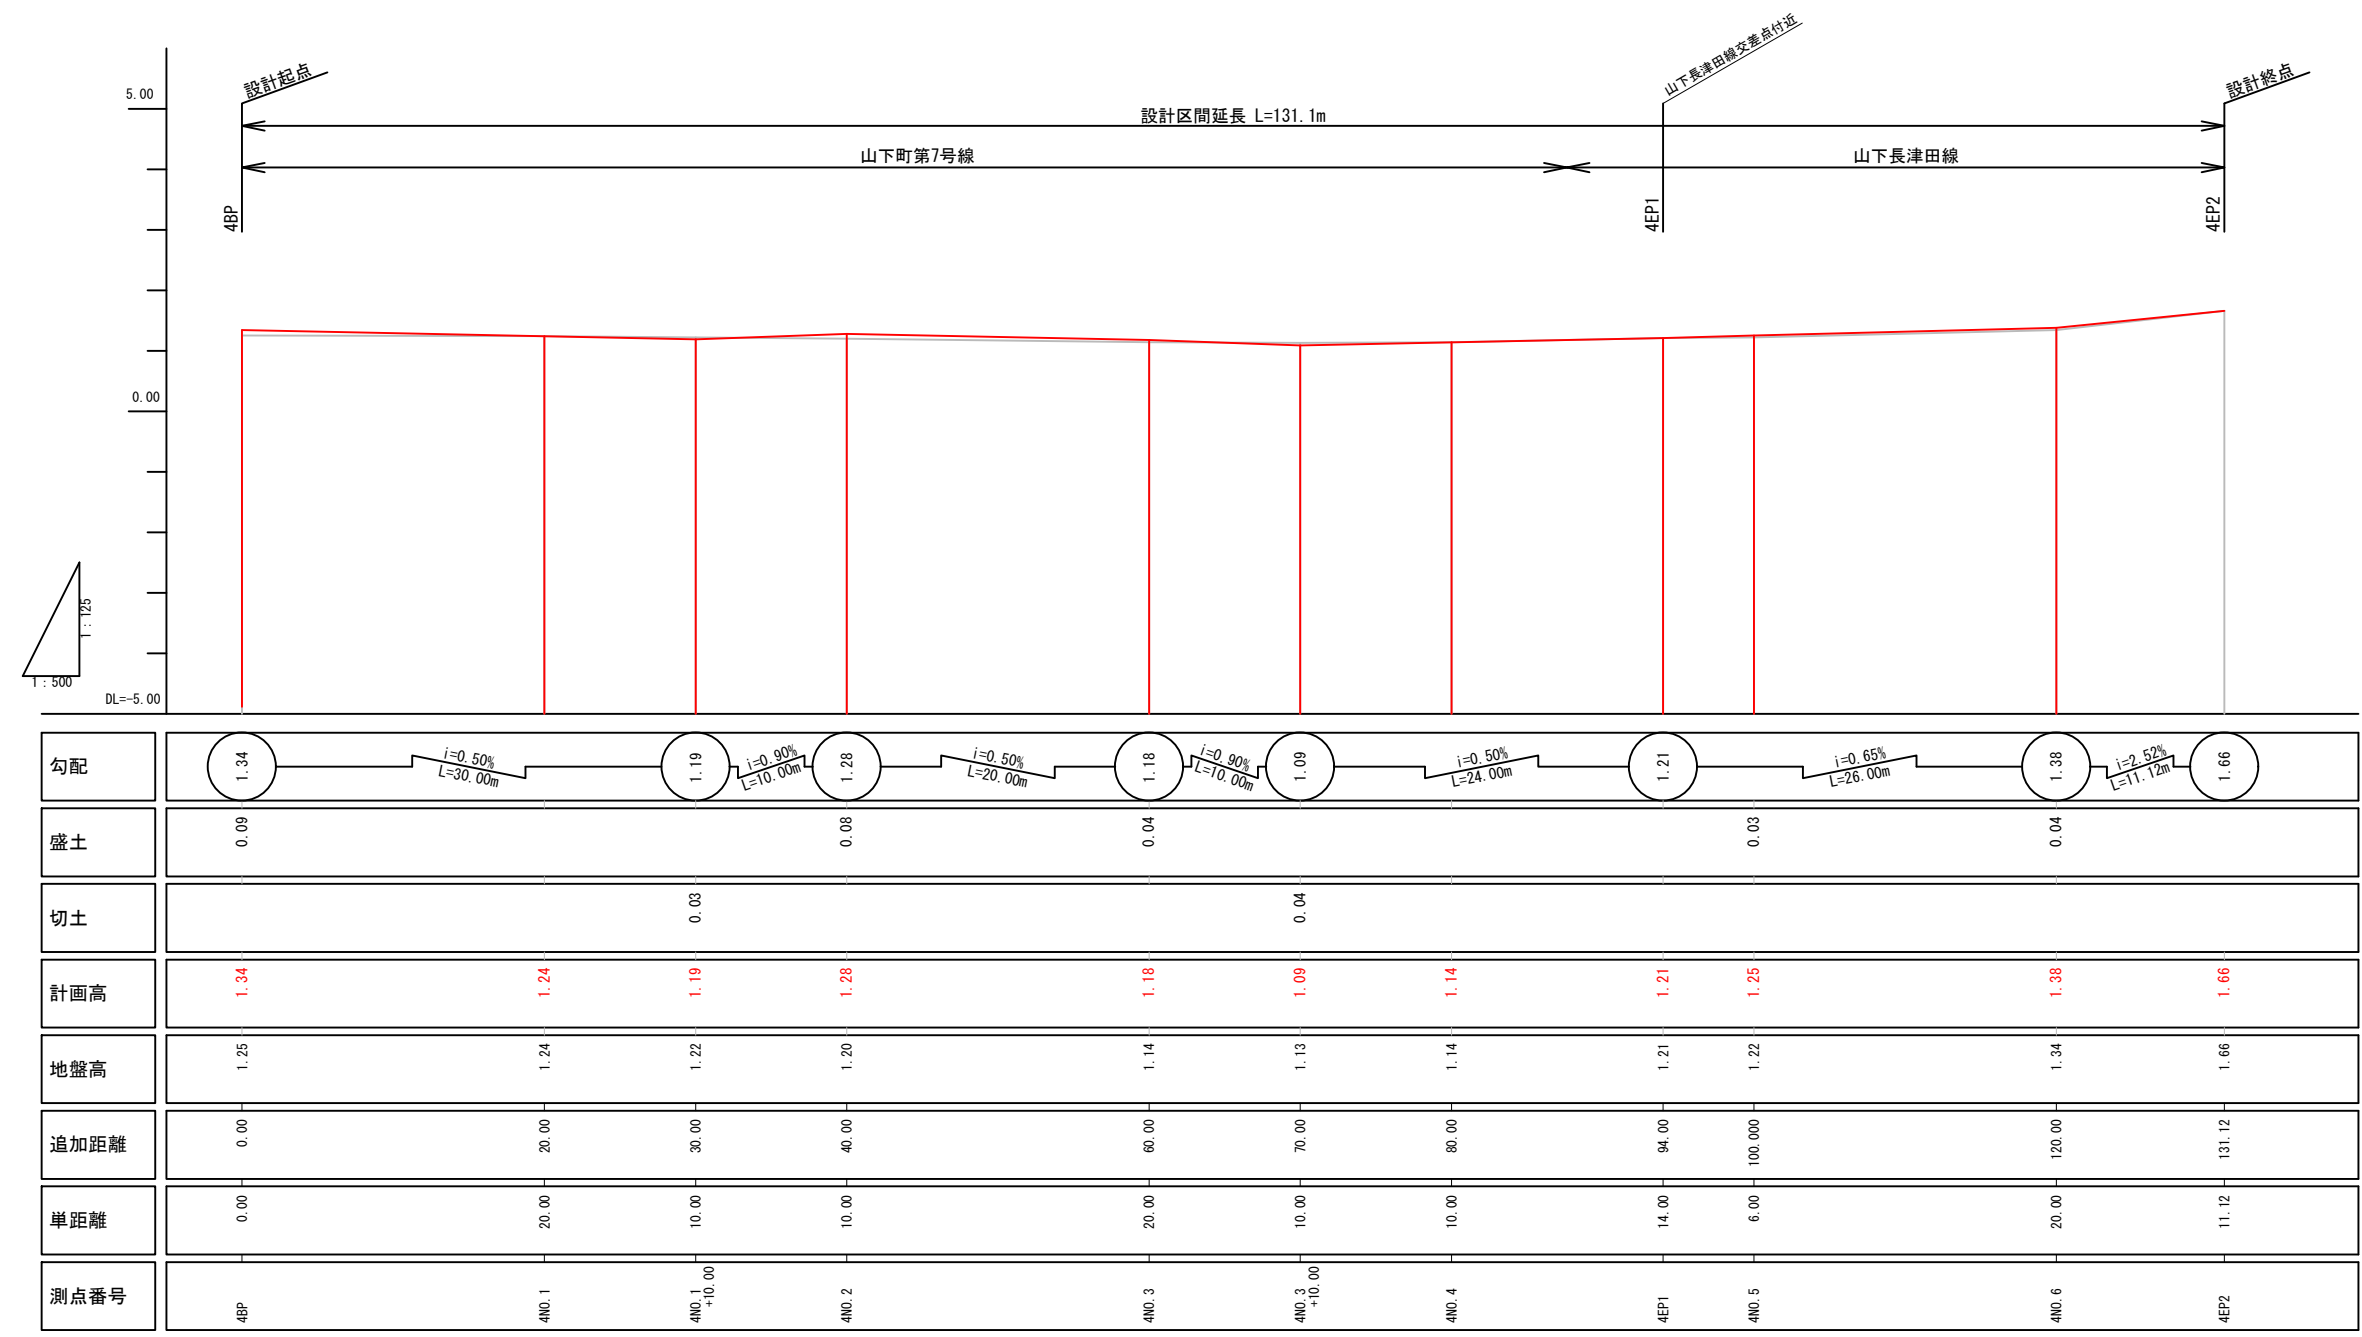 設計起点
山下長津田線交差点付近
設計終点
5.00
設計区間延長 L=131.1m
山下町第7号線
山下長津田線
4BP
4EP1
4EP2
0.00
1:125
1:500
DL=-5.00
勾配
1.34
i=0.50%
L=30.00m
1.19
i=0.90%
L=10.00m
1.28
i=0.50%
L=20.00m
1.18
i=0.90%
L=10.00m
1.09
i=0.50%
L=24.00m
1.21
i=0.65%
L=26.00m
1.38
i=2.52%
L=11.12m
1.66
盛土
0.09 0.08 0.04 0.03 0.04
切土
0.03 0.04
計画高
1.34 1.24 1.19 1.28 1.18 1.09 1.14 1.21 1.25 1.38 1.66
地盤高
1.25 1.24 1.22 1.20 1.14 1.13 1.14 1.21 1.22 1.34 1.66
追加距離
0.00 20.00 30.00 40.00 60.00 70.00 80.00 94.00 100.000 120.00 131.12
単距離
0.00 20.00 10.00 10.00 20.00 10.00 10.00 14.00 6.00 20.00 11.12
測点番号
4BP
4NO.1
4NO.1
+10.00
4NO.2
4NO.3
4NO.3
+10.00
4NO.4
4EP1
4NO.5
4NO.6
4EP2